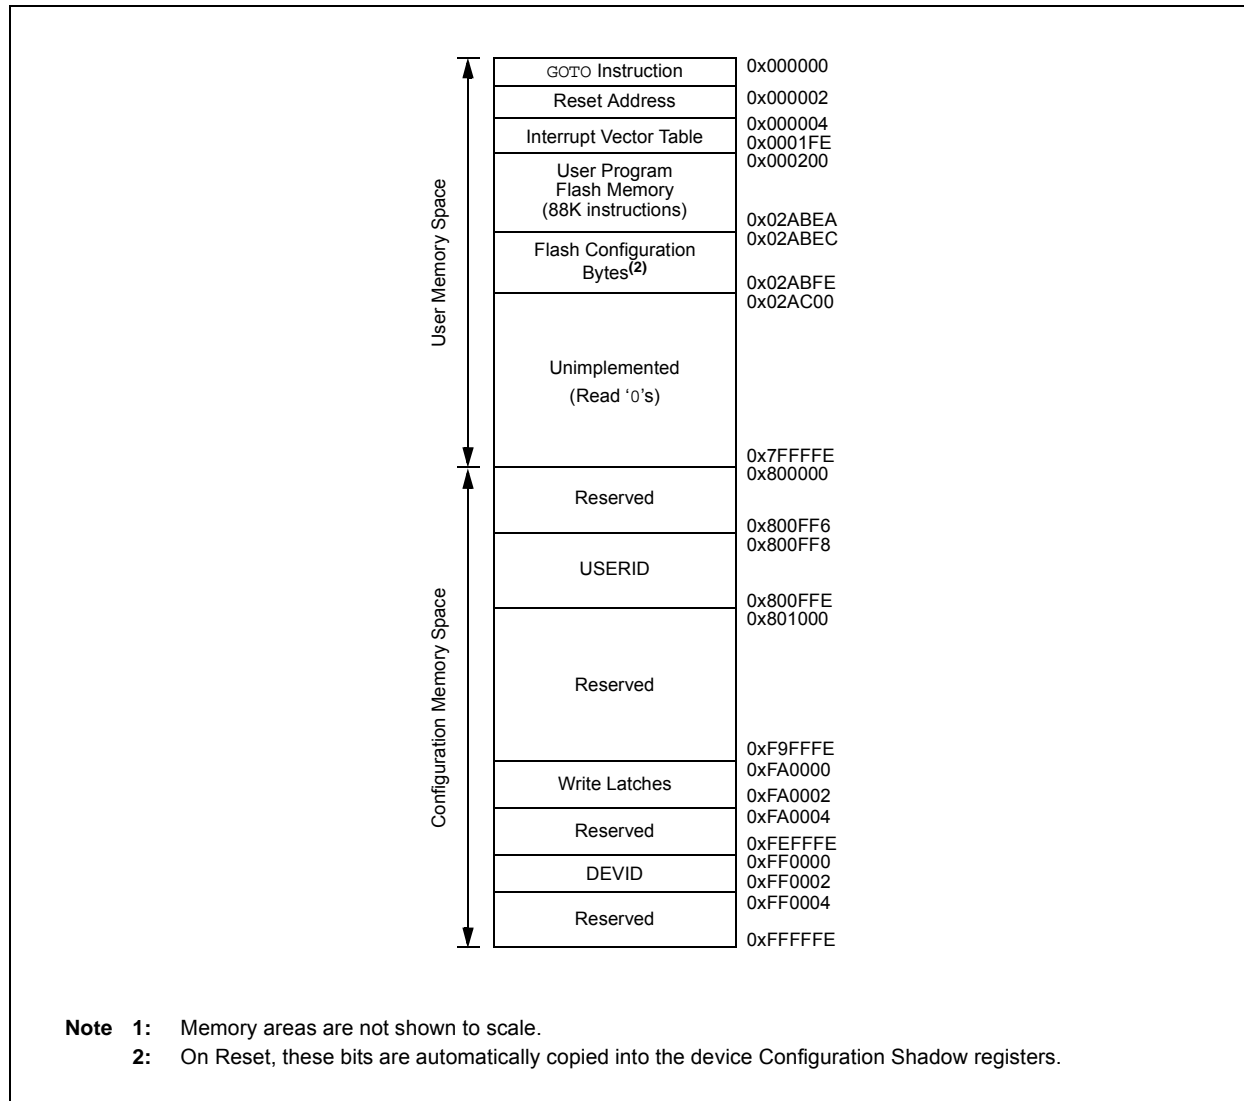 GOTO Instruction 0x000000
Reset Address 0x000002
0x000004
Interrupt Vector Table 0x0001FE
0x000200
User Program
Flash Memory
(88K instructions)
0x02ABEA
0x02ABEC
Flash Configuration
Bytes(2)
0x02ABFE
0x02AC00
User Memory Space
Unimplemented
(Read ‘0’s)
0x7FFFFE
0x800000
Reserved
0x800FF6
0x800FF8
USERID
0x800FFE
0x801000
Configuration Memory Space
Reserved
0xF9FFFE
0xFA0000
Write Latches
0xFA0002
0xFA0004
Reserved
0xFEFFFE
0xFF0000
DEVID
0xFF0002
0xFF0004
Reserved
0xFFFFFE
Note 1: Memory areas are not shown to scale.
2: On Reset, these bits are automatically copied into the device Configuration Shadow registers.